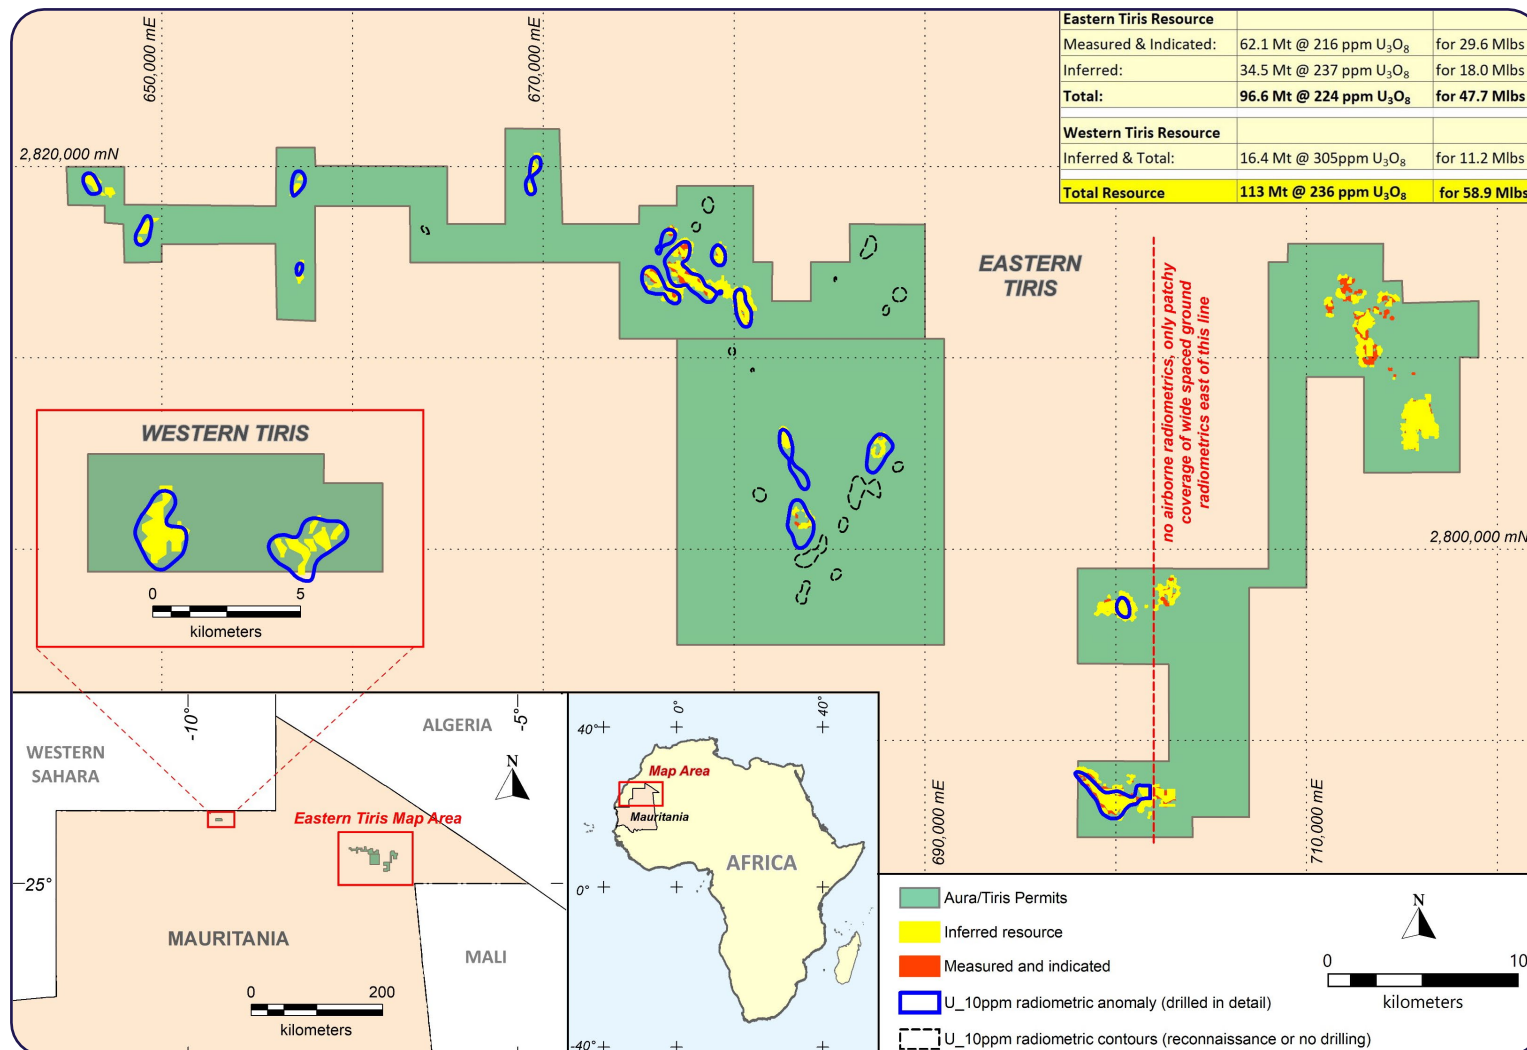 650,000 mE
670,000 mE
Eastern Tiris Resource
Measured & Indicated: 62.1 Mt @ 216 ppm U₃O₈ for 29.6 Mlbs
Inferred: 34.5 Mt @ 237 ppm U₃O₈ for 18.0 Mlbs
Total: 96.6 Mt @ 224 ppm U₃O₈ for 47.7 Mlbs
Western Tiris Resource
Inferred & Total: 16.4 Mt @ 305ppm U₃O₈ for 11.2 Mlbs
Total Resource 113 Mt @ 236 ppm U₃O₈ for 58.9 Mlbs
2,820,000 mN
EASTERN
TIRIS
no airborne radiometrics, only patchy
coverage of wide spaced ground
radiometrics east of this line
2,800,000 mN
WESTERN TIRIS
0 5
kilometers
690,000 mE
710,000 mE
-10°
-5°
ALGERIA
WESTERN
SAHARA
N
Eastern Tiris Map Area
25°
MAURITANIA
MALI
0 200
kilometers
0°
40°
40°
Map Area
Mauritania
AFRICA
0°
-40°
Aura/Tiris Permits
Inferred resource
Measured and indicated
U_10ppm radiometric anomaly (drilled in detail)
U_10ppm radiometric contours (reconnaissance or no drilling)
N
0 10
kilometers